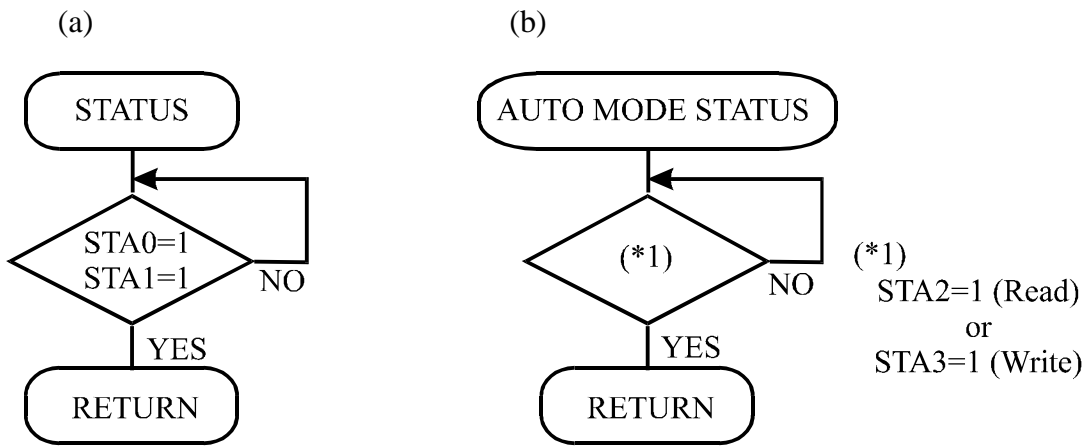 (a)
STATUS
STA0=1
STA1=1
NO
YES
RETURN
(b)
AUTO MODE STATUS
(*1)
NO
YES
RETURN
(*1)
STA2=1 (Read)
or
STA3=1 (Write)